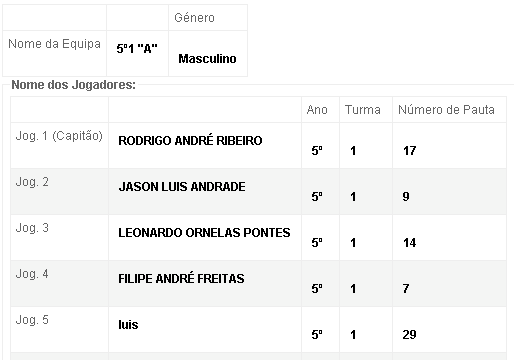 Género
Nome da Equipa 5º1 "A" Masculino
Nome dos Jogadores:
Ano Turma Número de Pauta
Jog. 1 (Capitão) RODRIGO ANDRÉ RIBEIRO 5º 1 17
Jog. 2 JASON LUIS ANDRADE 5º 1 9
Jog. 3 LEONARDO ORNELAS PONTES 5º 1 14
Jog. 4 FILIPE ANDRÉ FREITAS 5º 1 7
Jog. 5 luis 5º 1 29